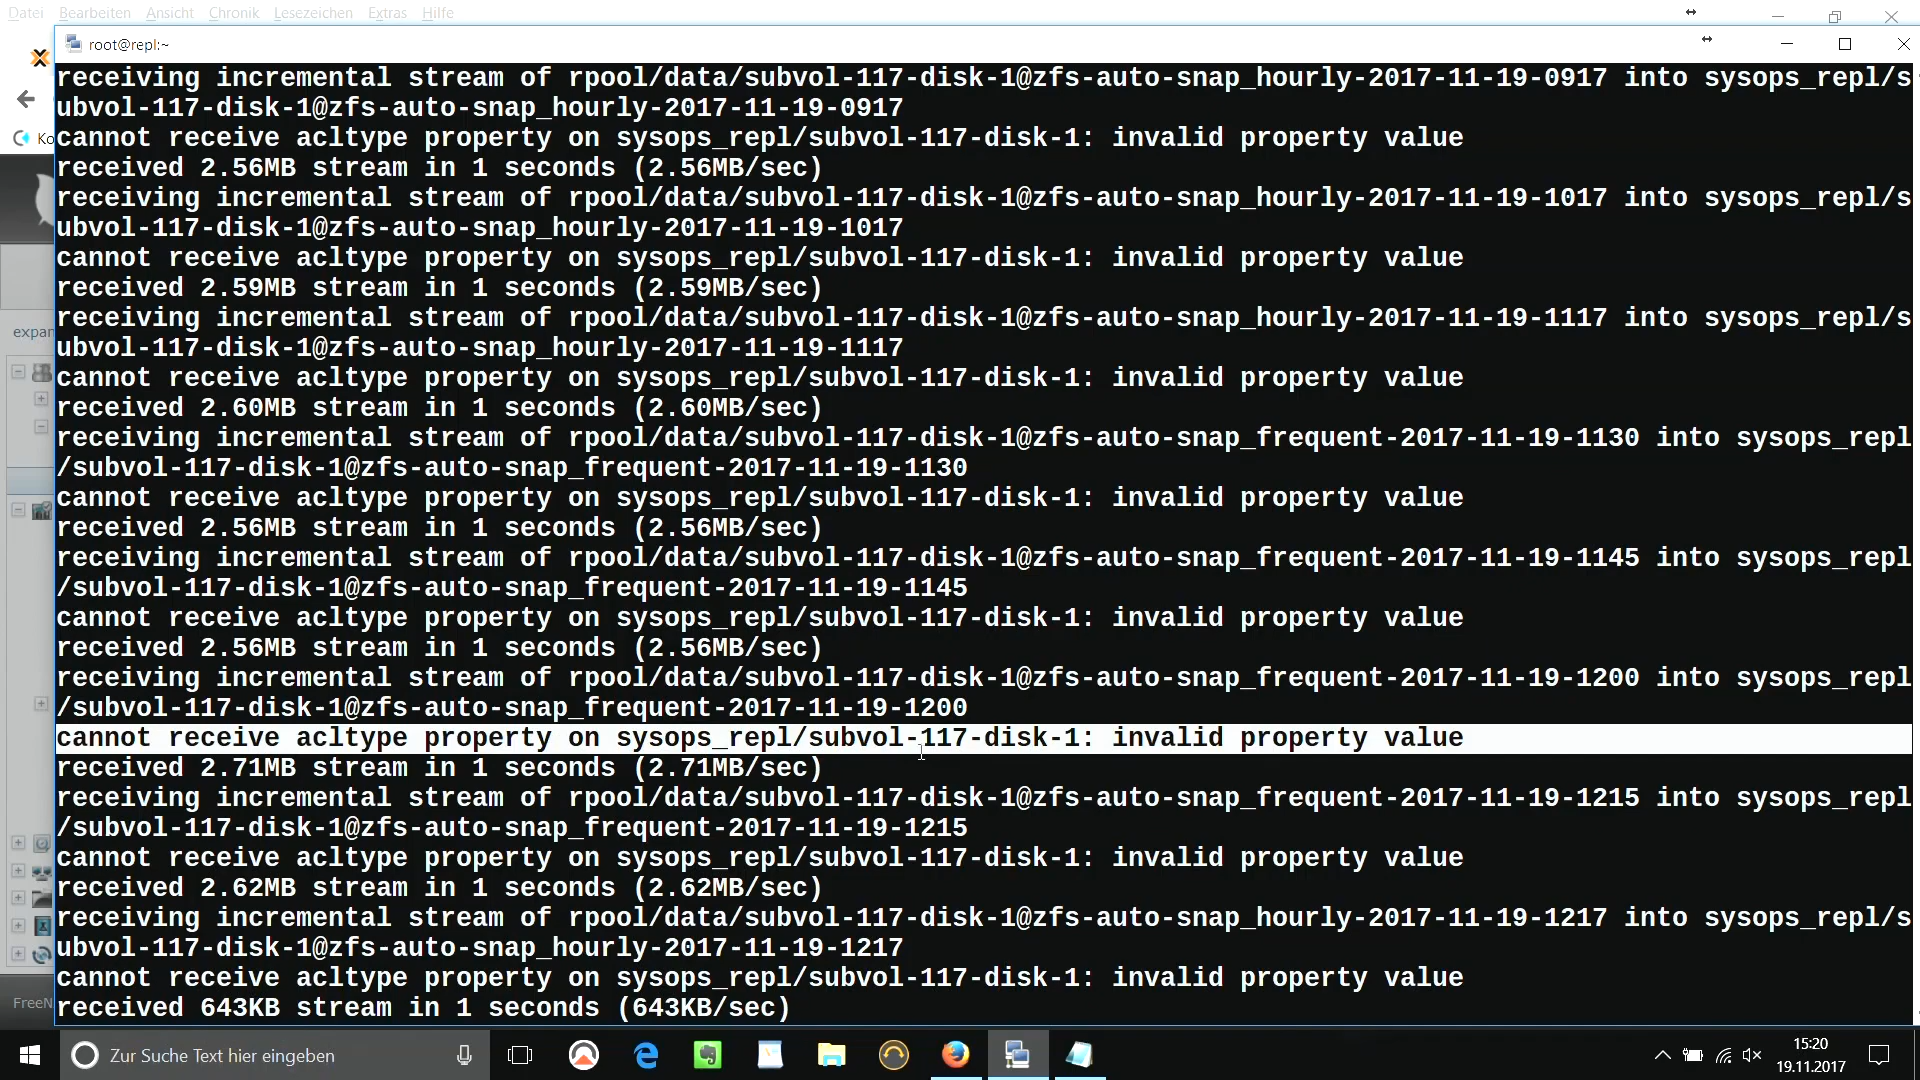 Datei Bearbeiten Ansicht Chronik Lesezeichen Extras Hilfe
root@repl:~
receiving incremental stream of rpool/data/subvol-117-disk-1@zfs-auto-snap_hourly-2017-11-19-0917 into sysops_repl/s
ubvol-117-disk-1@zfs-auto-snap_hourly-2017-11-19-0917
cannot receive acltype property on sysops_repl/subvol-117-disk-1: invalid property value
received 2.56MB stream in 1 seconds (2.56MB/sec)
receiving incremental stream of rpool/data/subvol-117-disk-1@zfs-auto-snap_hourly-2017-11-19-1017 into sysops_repl/s
ubvol-117-disk-1@zfs-auto-snap_hourly-2017-11-19-1017
cannot receive acltype property on sysops_repl/subvol-117-disk-1: invalid property value
received 2.59MB stream in 1 seconds (2.59MB/sec)
receiving incremental stream of rpool/data/subvol-117-disk-1@zfs-auto-snap_hourly-2017-11-19-1117 into sysops_repl/s
ubvol-117-disk-1@zfs-auto-snap_hourly-2017-11-19-1117
cannot receive acltype property on sysops_repl/subvol-117-disk-1: invalid property value
received 2.60MB stream in 1 seconds (2.60MB/sec)
receiving incremental stream of rpool/data/subvol-117-disk-1@zfs-auto-snap_frequent-2017-11-19-1130 into sysops_repl
/subvol-117-disk-1@zfs-auto-snap_frequent-2017-11-19-1130
cannot receive acltype property on sysops_repl/subvol-117-disk-1: invalid property value
received 2.56MB stream in 1 seconds (2.56MB/sec)
receiving incremental stream of rpool/data/subvol-117-disk-1@zfs-auto-snap_frequent-2017-11-19-1145 into sysops_repl
/subvol-117-disk-1@zfs-auto-snap_frequent-2017-11-19-1145
cannot receive acltype property on sysops_repl/subvol-117-disk-1: invalid property value
received 2.56MB stream in 1 seconds (2.56MB/sec)
receiving incremental stream of rpool/data/subvol-117-disk-1@zfs-auto-snap_frequent-2017-11-19-1200 into sysops_repl
/subvol-117-disk-1@zfs-auto-snap_frequent-2017-11-19-1200
cannot receive acltype property on sysops_repl/subvol-117-disk-1: invalid property value
received 2.71MB stream in 1 seconds (2.71MB/sec)
receiving incremental stream of rpool/data/subvol-117-disk-1@zfs-auto-snap_frequent-2017-11-19-1215 into sysops_repl
/subvol-117-disk-1@zfs-auto-snap_frequent-2017-11-19-1215
cannot receive acltype property on sysops_repl/subvol-117-disk-1: invalid property value
received 2.62MB stream in 1 seconds (2.62MB/sec)
receiving incremental stream of rpool/data/subvol-117-disk-1@zfs-auto-snap_hourly-2017-11-19-1217 into sysops_repl/s
ubvol-117-disk-1@zfs-auto-snap_hourly-2017-11-19-1217
cannot receive acltype property on sysops_repl/subvol-117-disk-1: invalid property value
received 643KB stream in 1 seconds (643KB/sec)
Ko
expan
FreeN
Zur Suche Text hier eingeben
15:20
19.11.2017